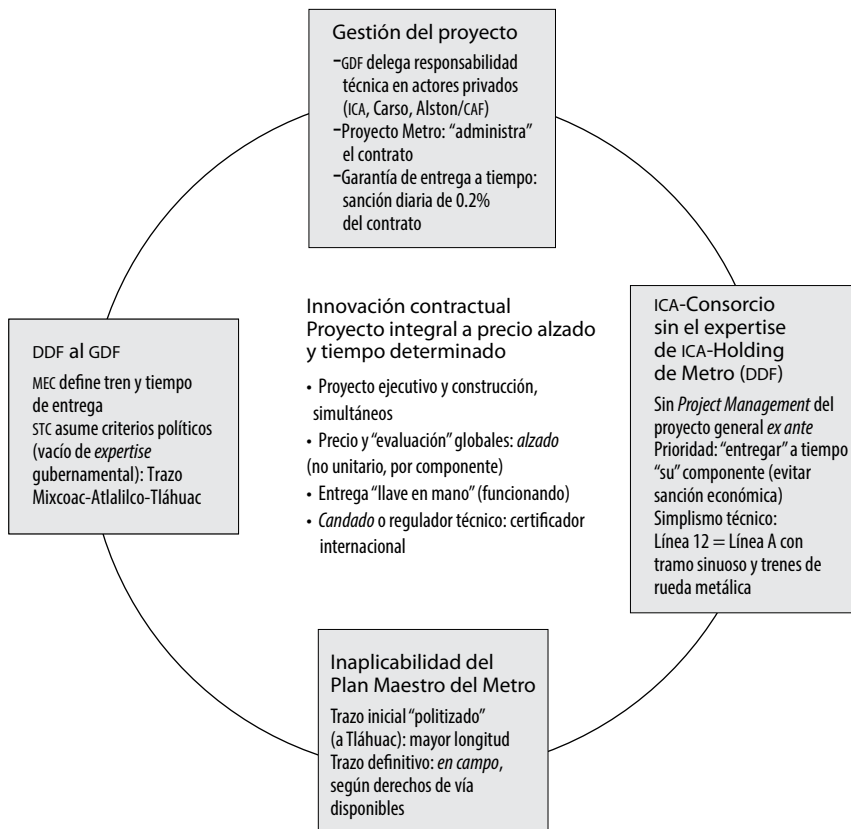 Gestión del proyecto
–GDF delega responsabilidad
técnica en actores privados
(ICA, Carso, Alston/CAF)
–Proyecto Metro: “administra”
el contrato
–Garantía de entrega a tiempo:
sanción diaria de 0.2%
del contrato
DDF al GDF
MEC define tren y tiempo
de entrega
STC asume criterios políticos
(vacío de expertise
gubernamental): Trazo
Mixcoac-Atlalilco-Tláhuac
Innovación contractual
Proyecto integral a precio alzado
y tiempo determinado
• Proyecto ejecutivo y construcción,
simultáneos
• Precio y “evaluación” globales: alzado
(no unitario, por componente)
• Entrega “llave en mano” (funcionando)
• Candado o regulador técnico: certificador
internacional
ICA-Consorcio
sin el expertise
de ICA-Holding
de Metro (DDF)
Sin Project Management del
proyecto general ex ante
Prioridad: “entregar” a tiempo
“su” componente (evitar
sanción económica)
Simplismo técnico:
Línea 12 = Línea A con
tramo sinuoso y trenes de
rueda metálica
Inaplicabilidad del
Plan Maestro del Metro
Trazo inicial “politizado”
(a Tláhuac): mayor longitud
Trazo definitivo: en campo,
según derechos de vía
disponibles